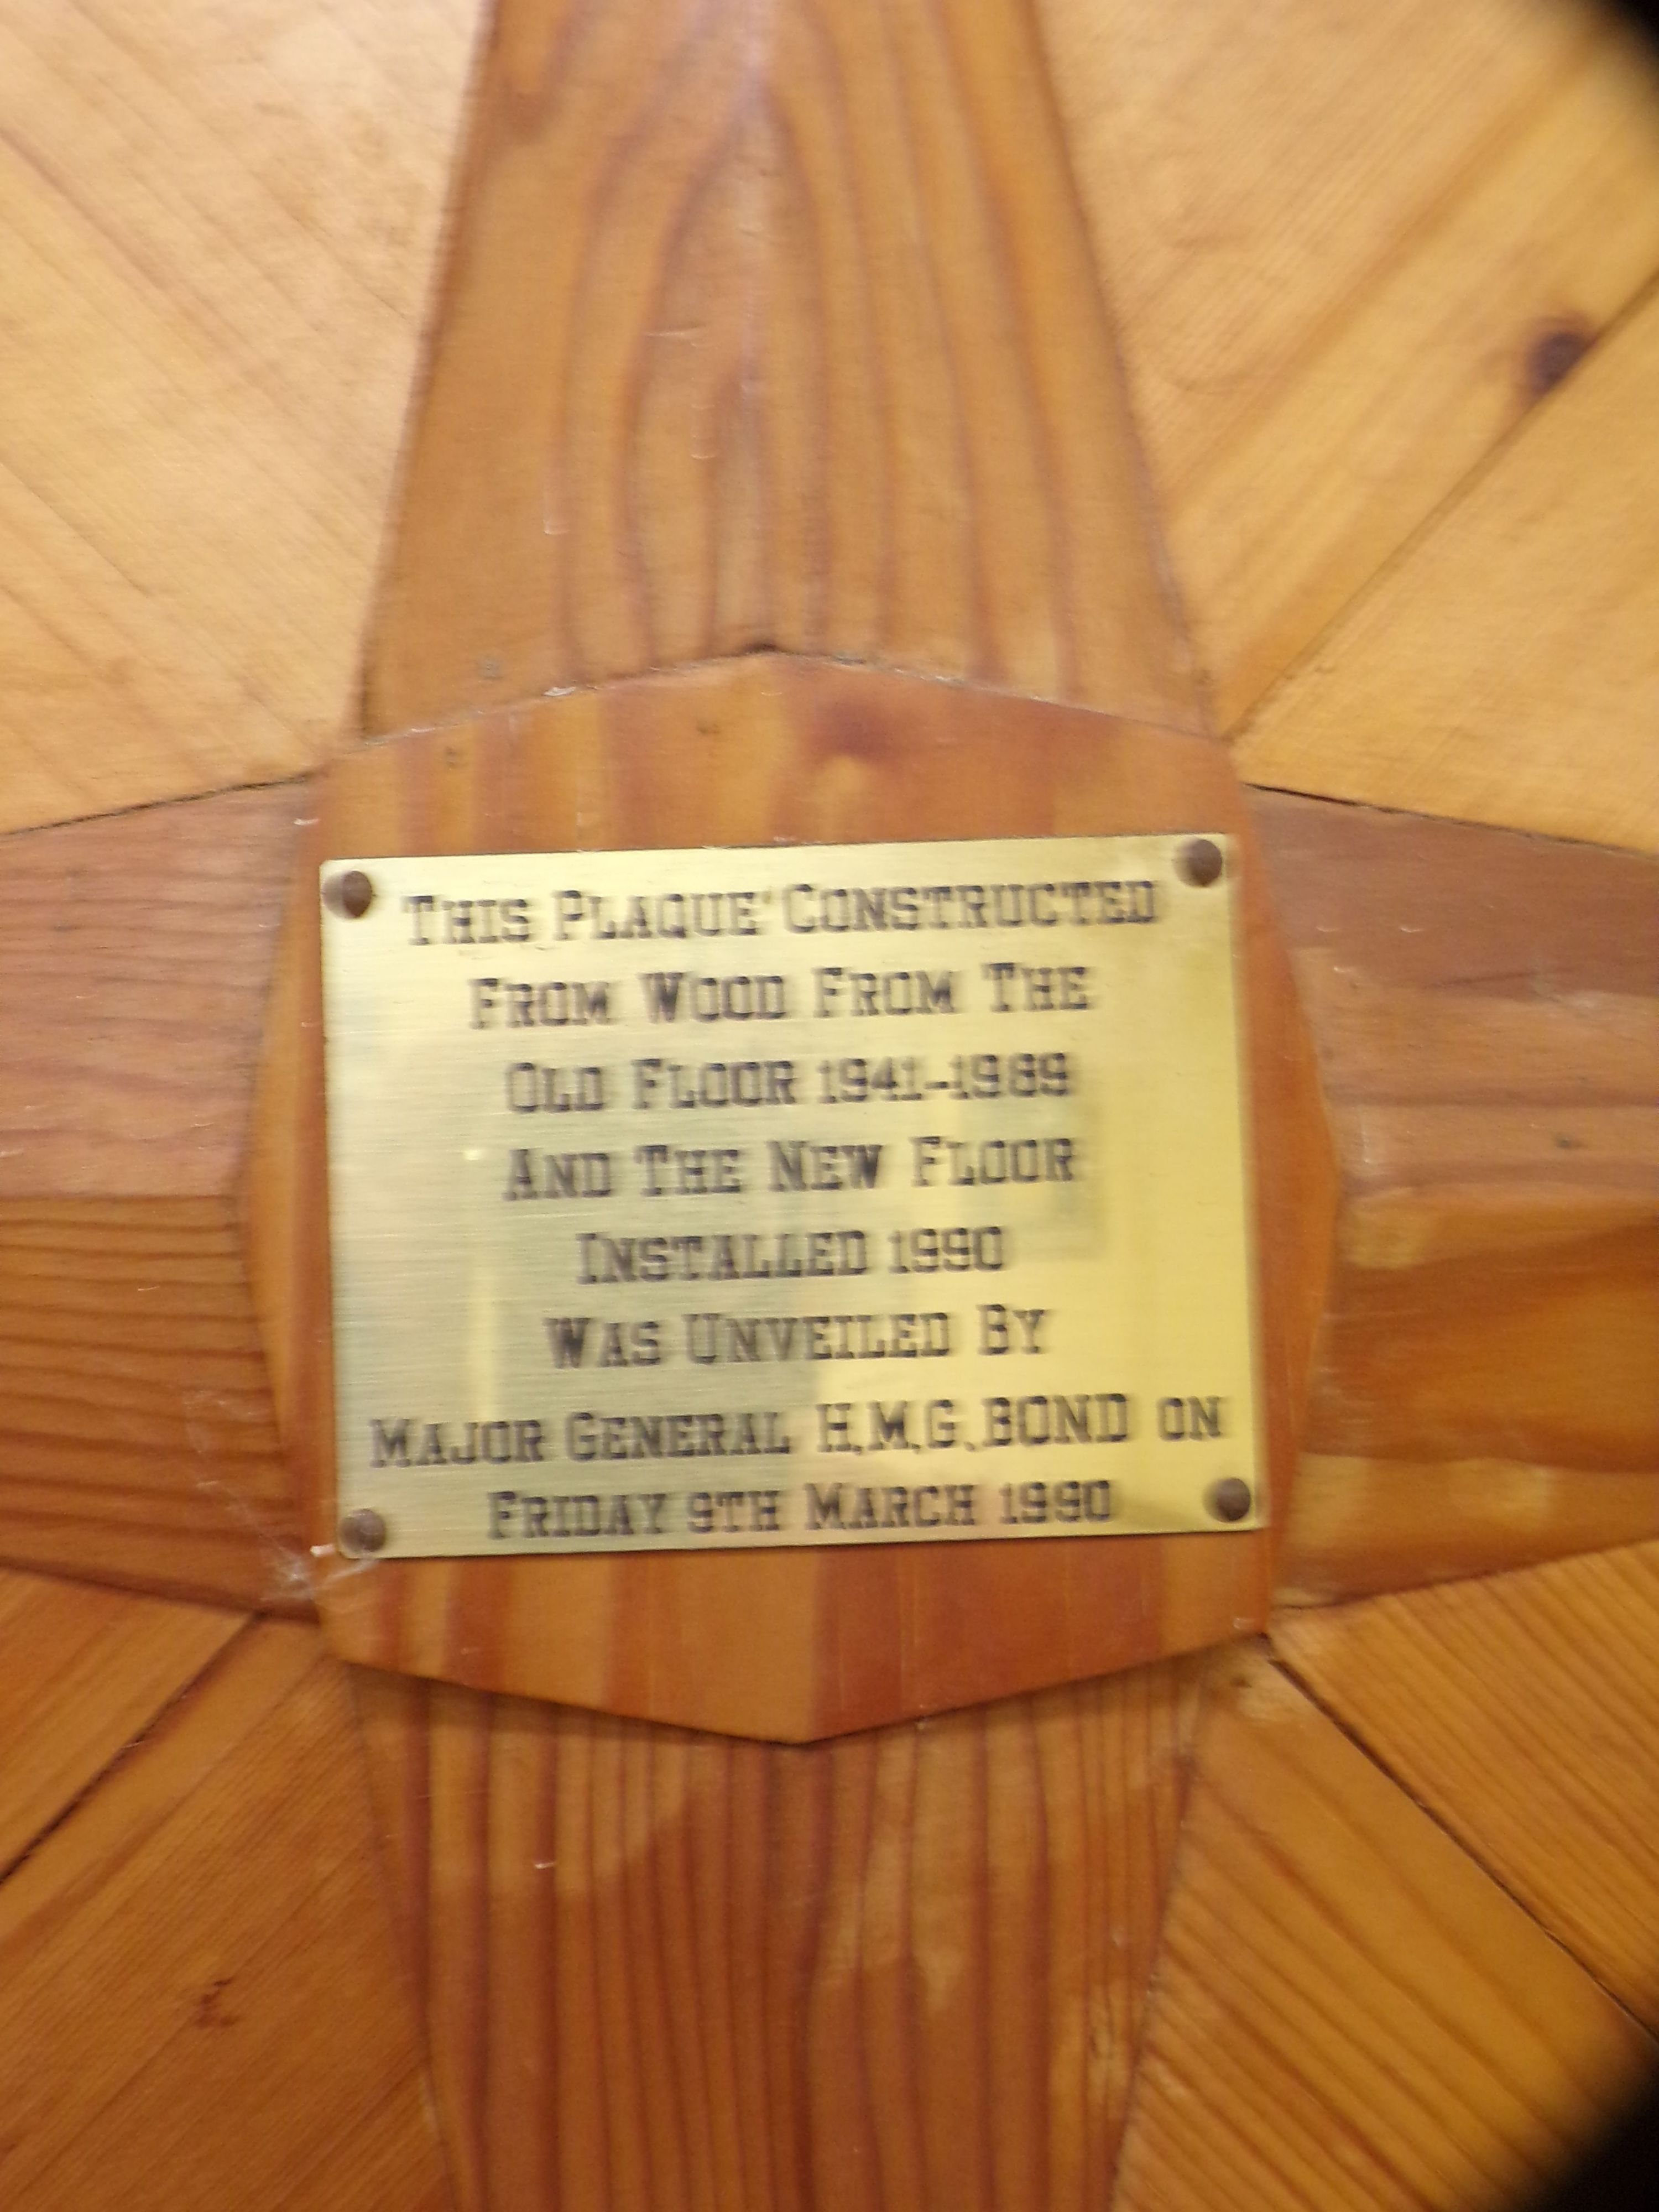 THIS PLAQUE CONSTRUCTED
FROM WOOD FROM THE
OLD FLOOR 1941-1989
AND THE NEW FLOOR
INSTALLED 1990
WAS UNVEILED BY
MAJOR GENERAL H.M.G. BOND ON
FRIDAY 9TH MARCH 1990